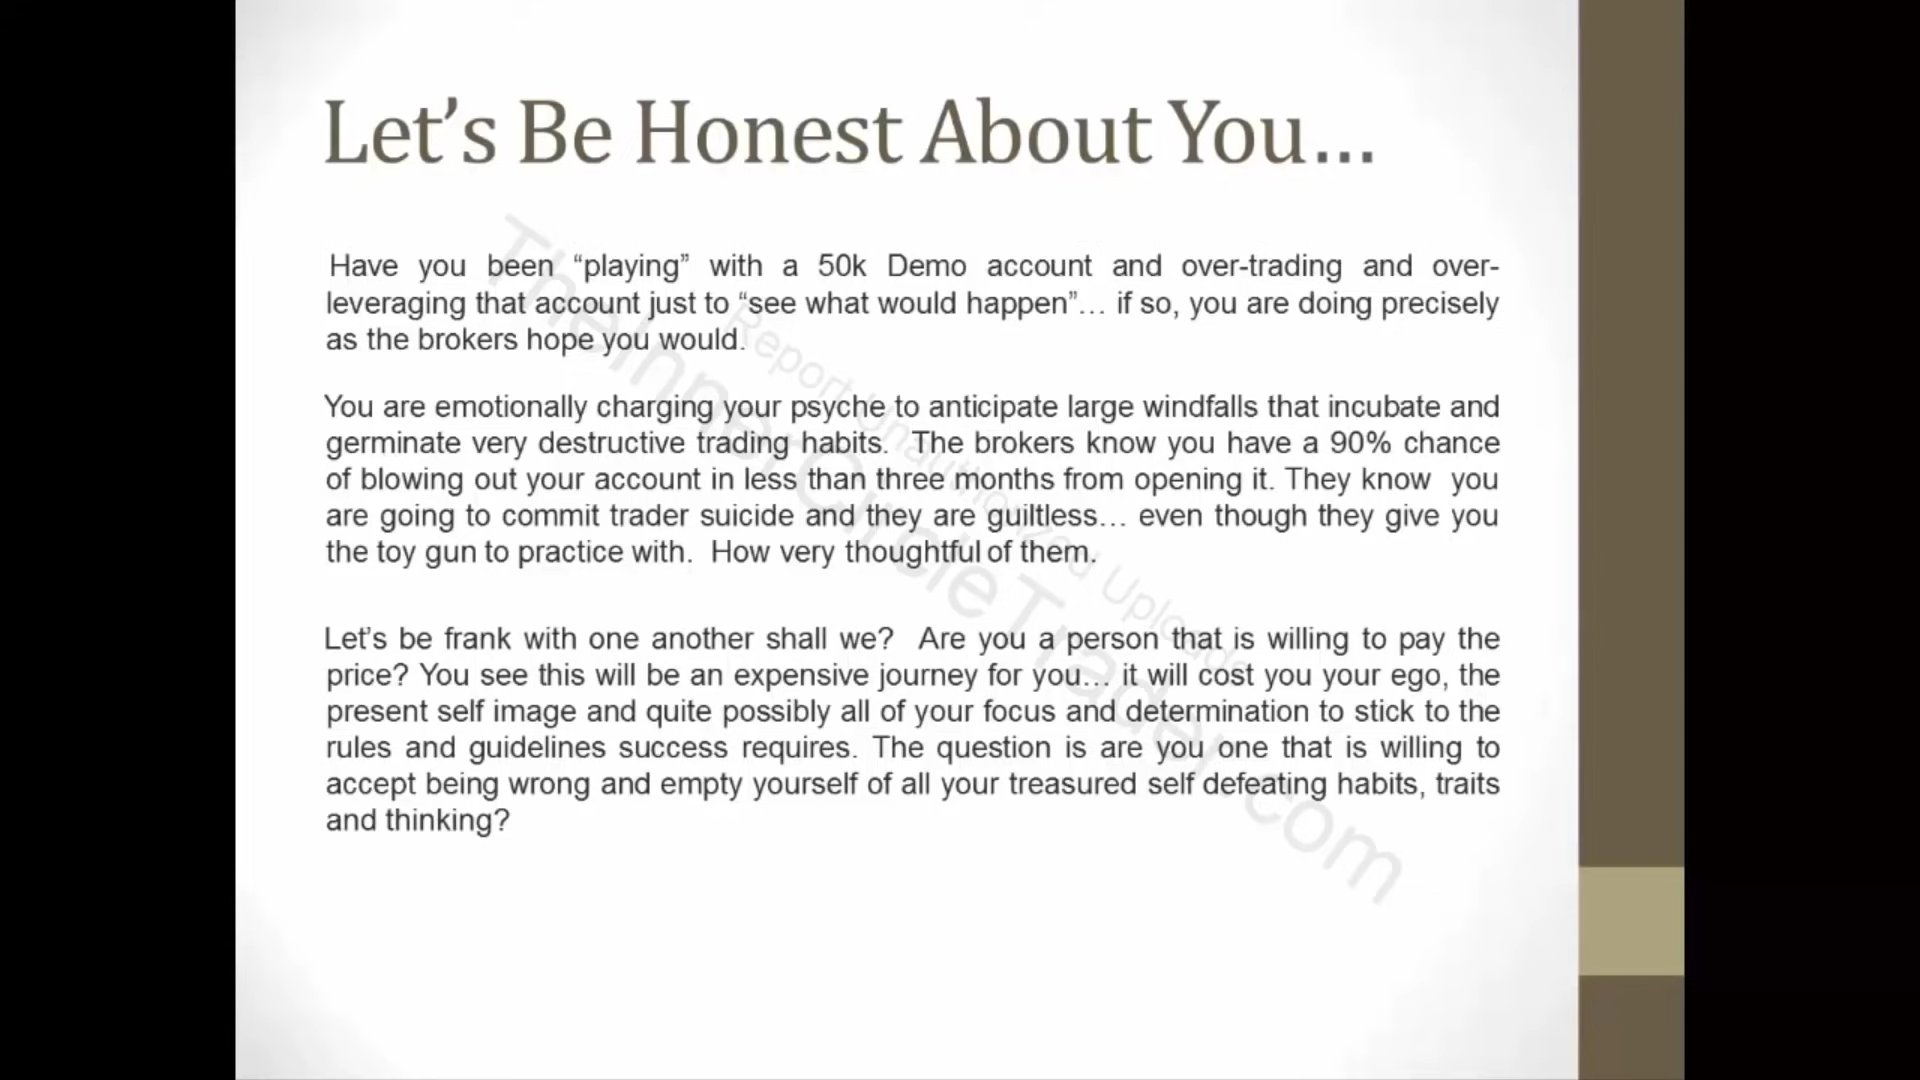 Let’s Be Honest About You…
Have you been “playing” with a 50k Demo account and over-trading and over-
leveraging that account just to “see what would happen”… if so, you are doing precisely
as the brokers hope you would.
You are emotionally charging your psyche to anticipate large windfalls that incubate and
germinate very destructive trading habits.  The brokers know you have a 90% chance
of blowing out your account in less than three months from opening it. They know  you
are going to commit trader suicide and they are guiltless… even though they give you
the toy gun to practice with.  How very thoughtful of them.
Let’s be frank with one another shall we?  Are you a person that is willing to pay the
price? You see this will be an expensive journey for you… it will cost you your ego, the
present self image and quite possibly all of your focus and determination to stick to the
rules and guidelines success requires. The question is are you one that is willing to
accept being wrong and empty yourself of all your treasured self defeating habits, traits
and thinking?
TheInnerCircleTrader.com
Report Unauthorized Uploads